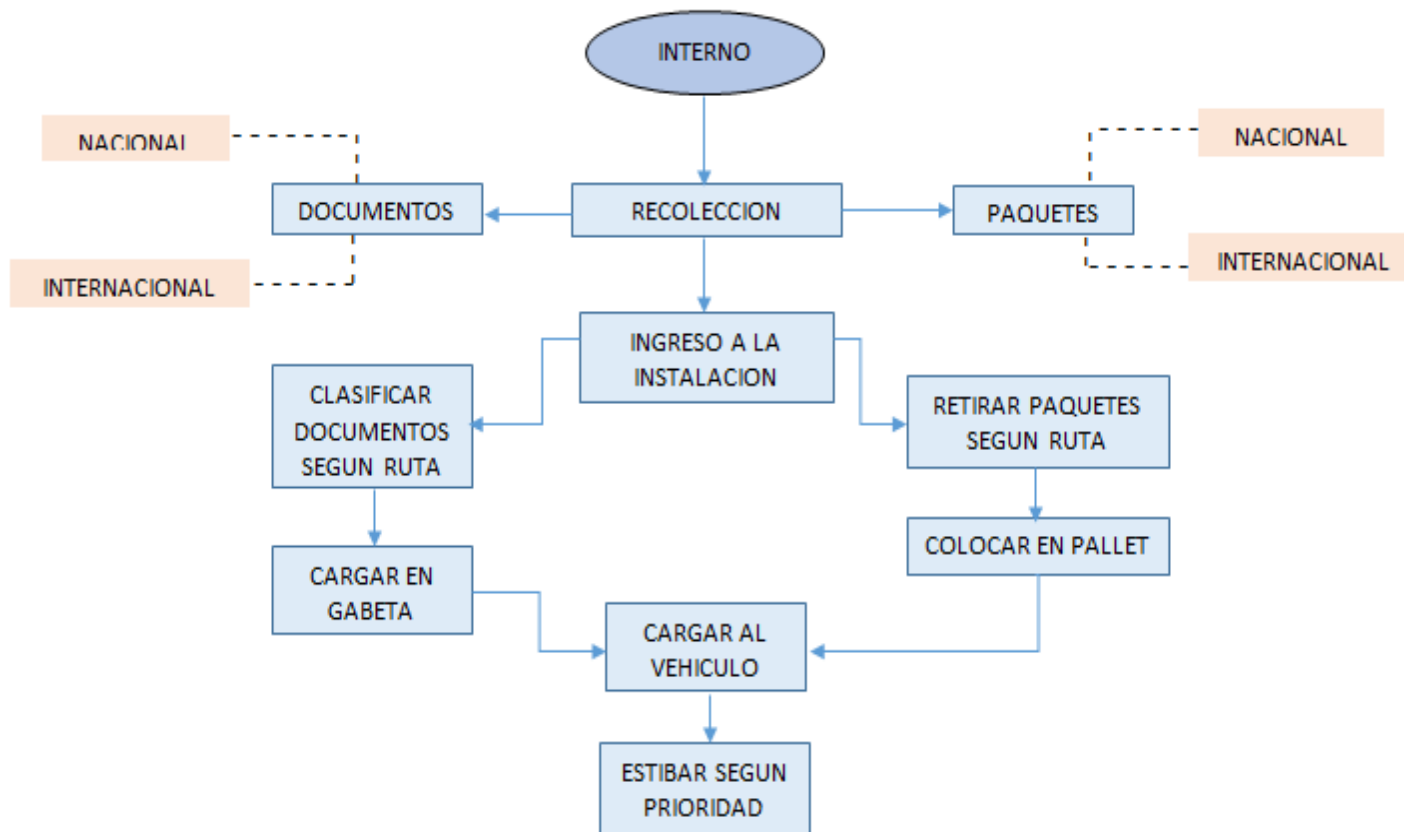 INTERNO
NACIONAL
NACIONAL
DOCUMENTOS
RECOLECCION
PAQUETES
INTERNACIONAL
INTERNACIONAL
INGRESO A LA
INSTALACION
CLASIFICAR
DOCUMENTOS
SEGUN RUTA
RETIRAR PAQUETES
SEGUN RUTA
COLOCAR EN PALLET
CARGAR EN
GABETA
CARGAR AL
VEHICULO
ESTIBAR SEGUN
PRIORIDAD